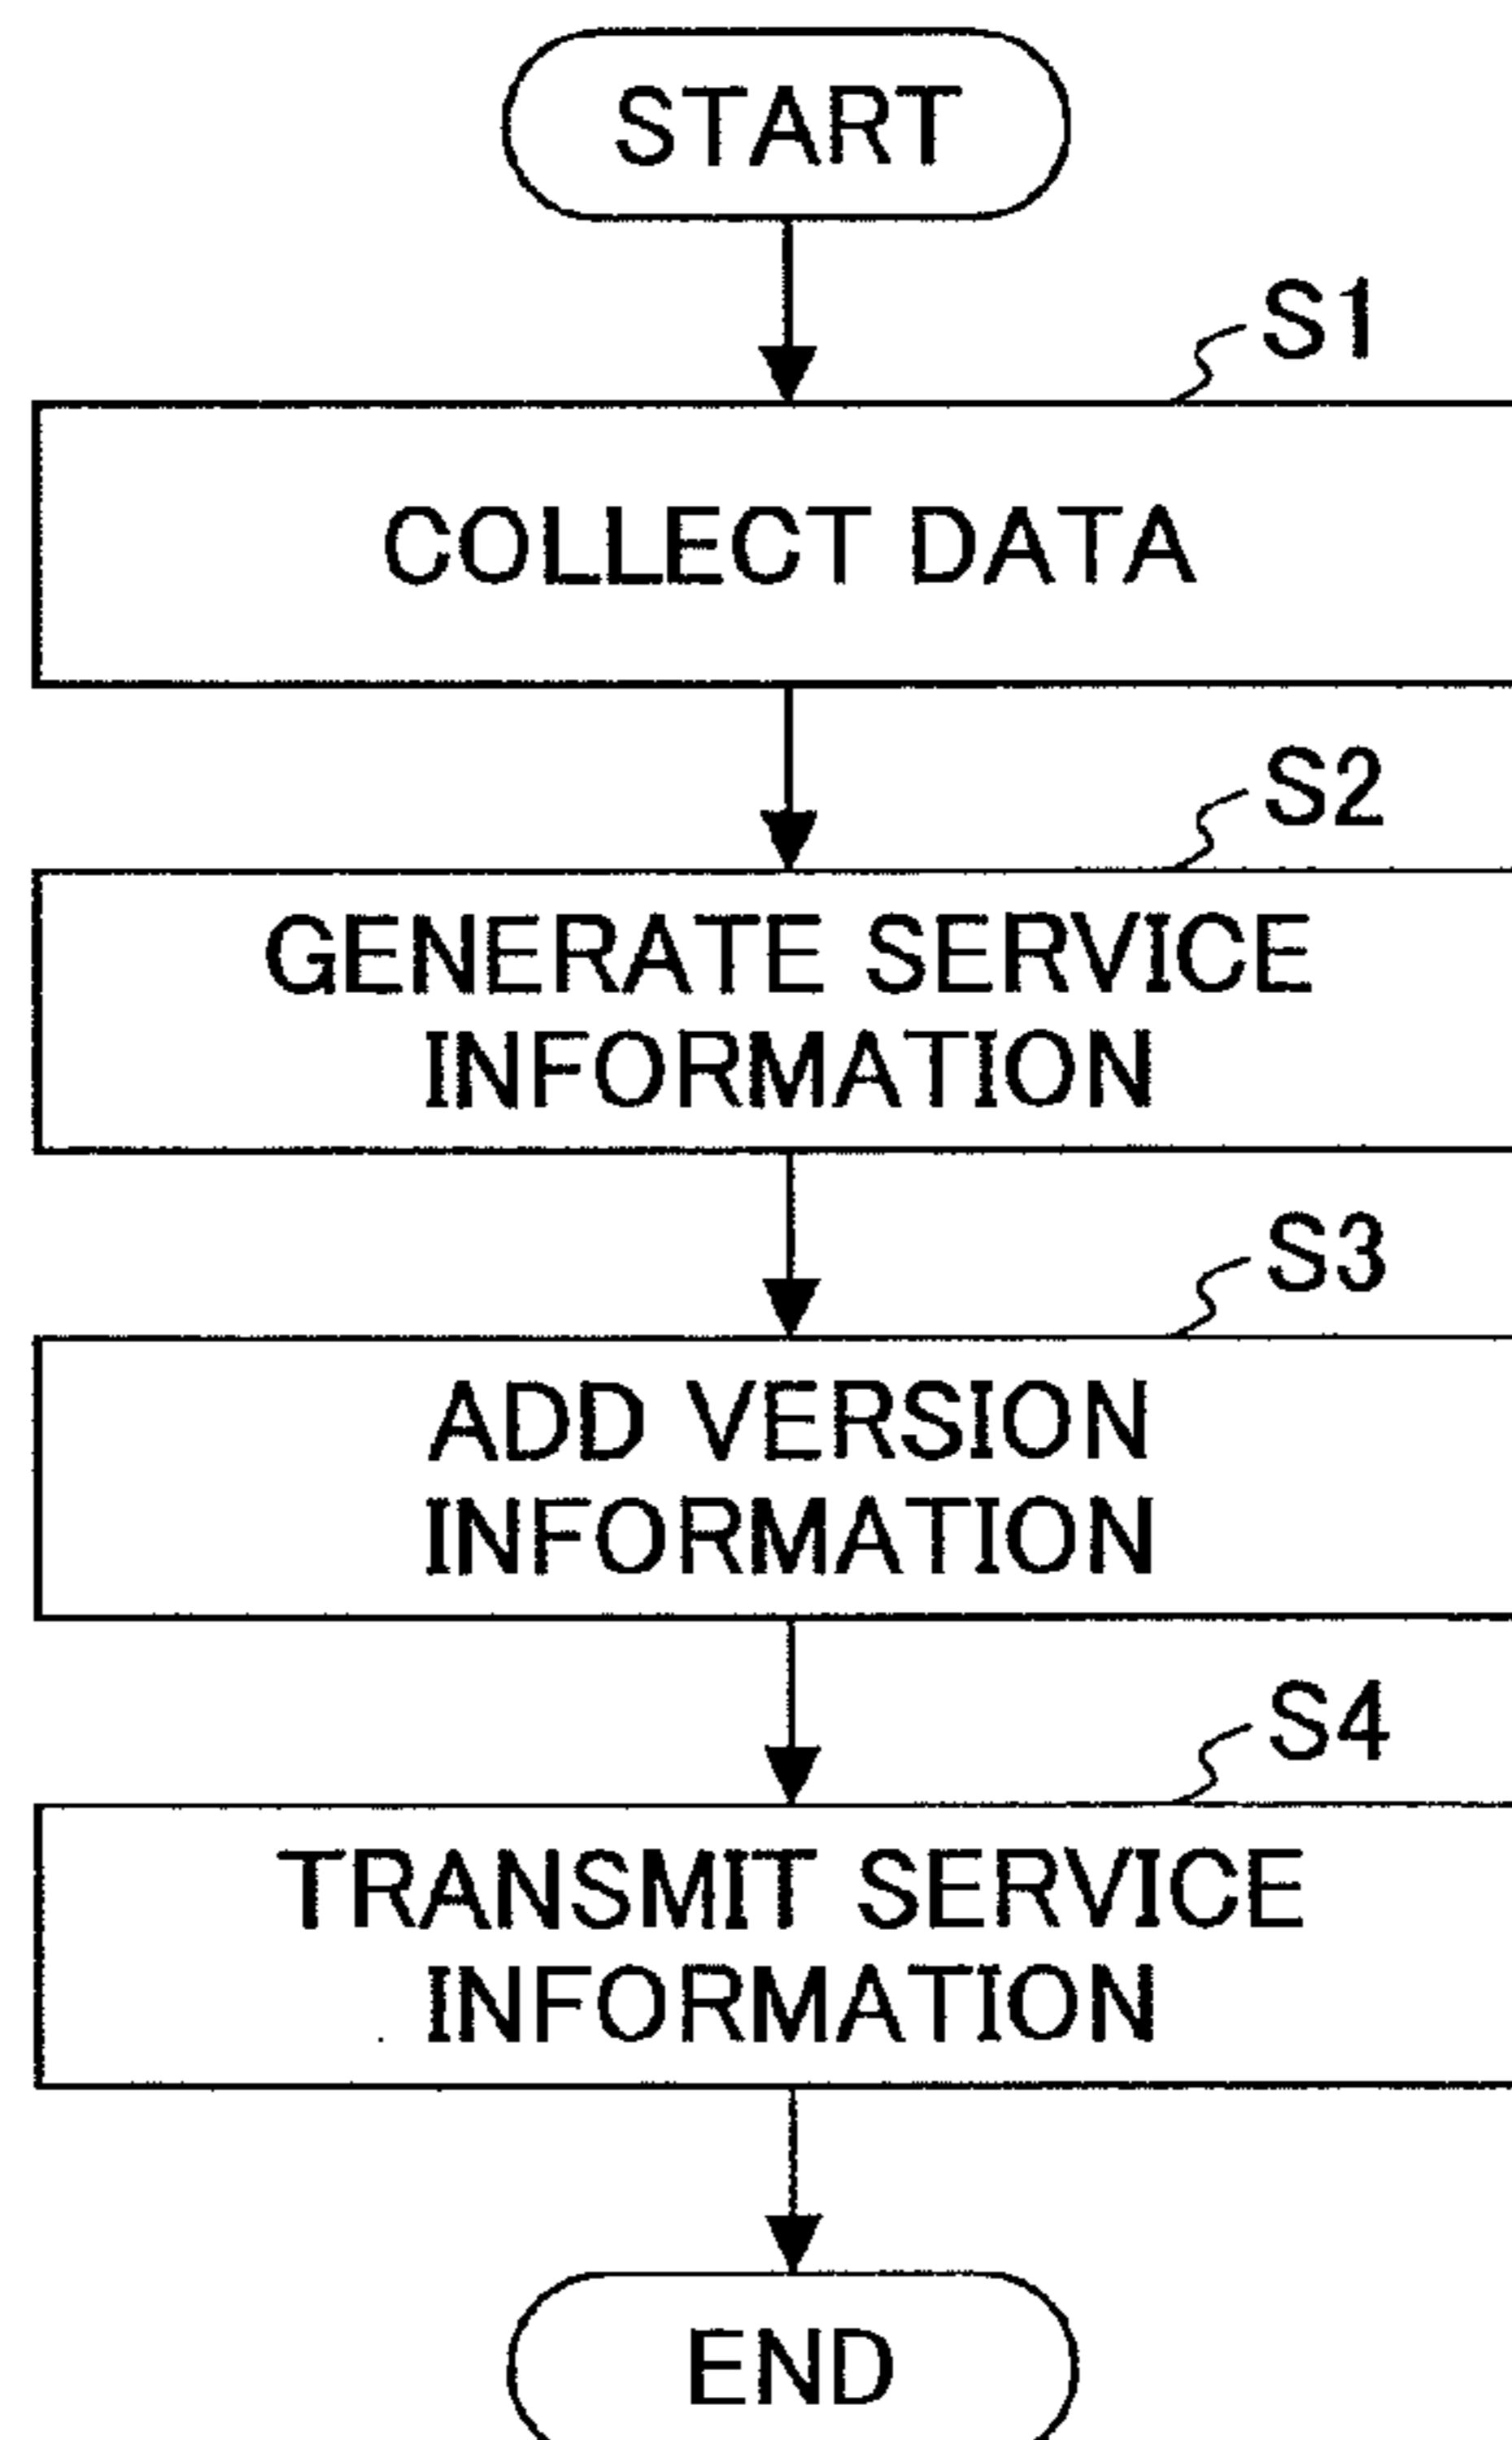 START
S1
COLLECT DATA
S2
GENERATE SERVICE
INFORMATION
S3
ADD VERSION
INFORMATION
S4
TRANSMIT SERVICE
INFORMATION
END